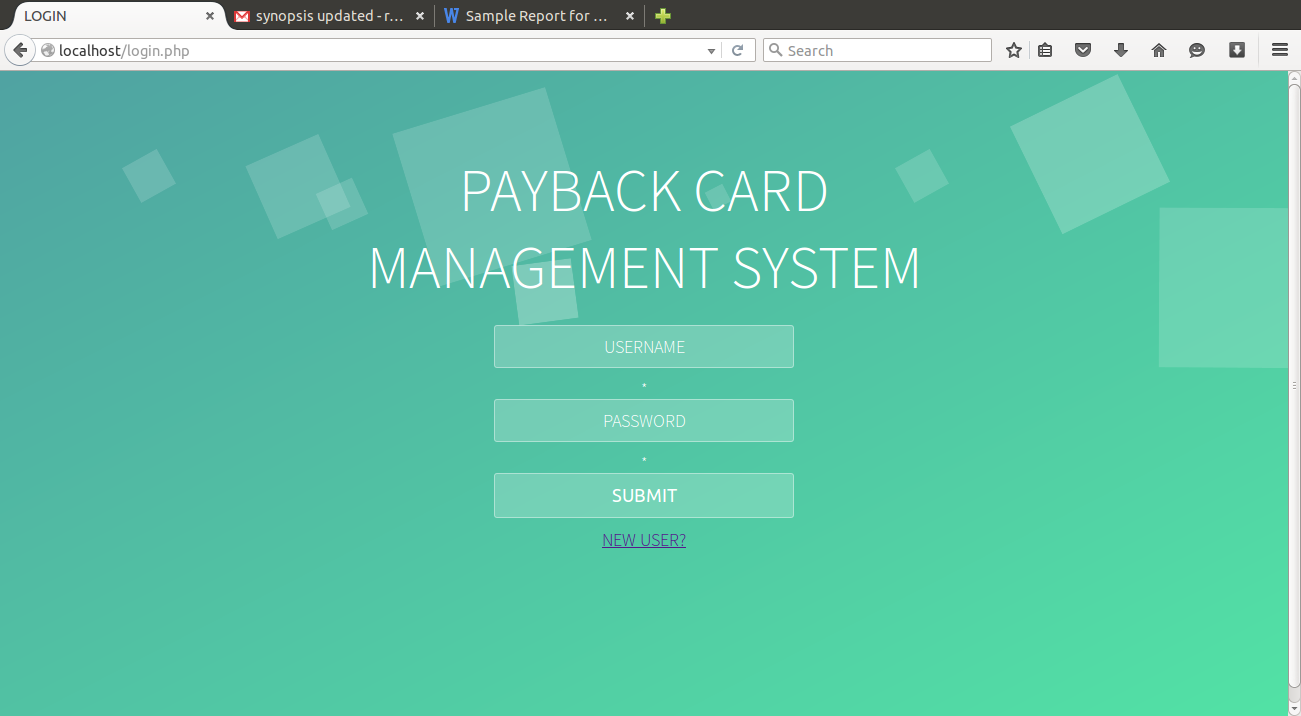 LOGIN
synopsis updated - r...
Sample Report for ...
localhost/login.php
Search
PAYBACK CARD
MANAGEMENT SYSTEM
USERNAME
*
PASSWORD
*
SUBMIT
NEW USER?